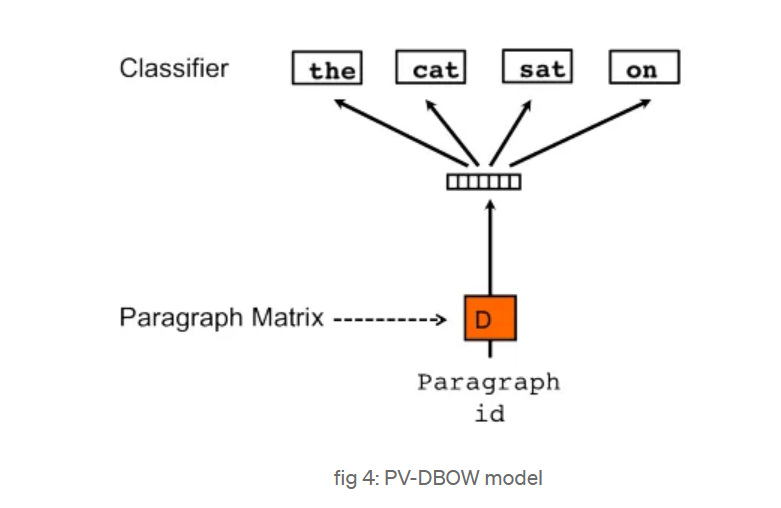 Classifier the cat sat on
Paragraph Matrix D
Paragraph
id
fig 4: PV-DBOW model